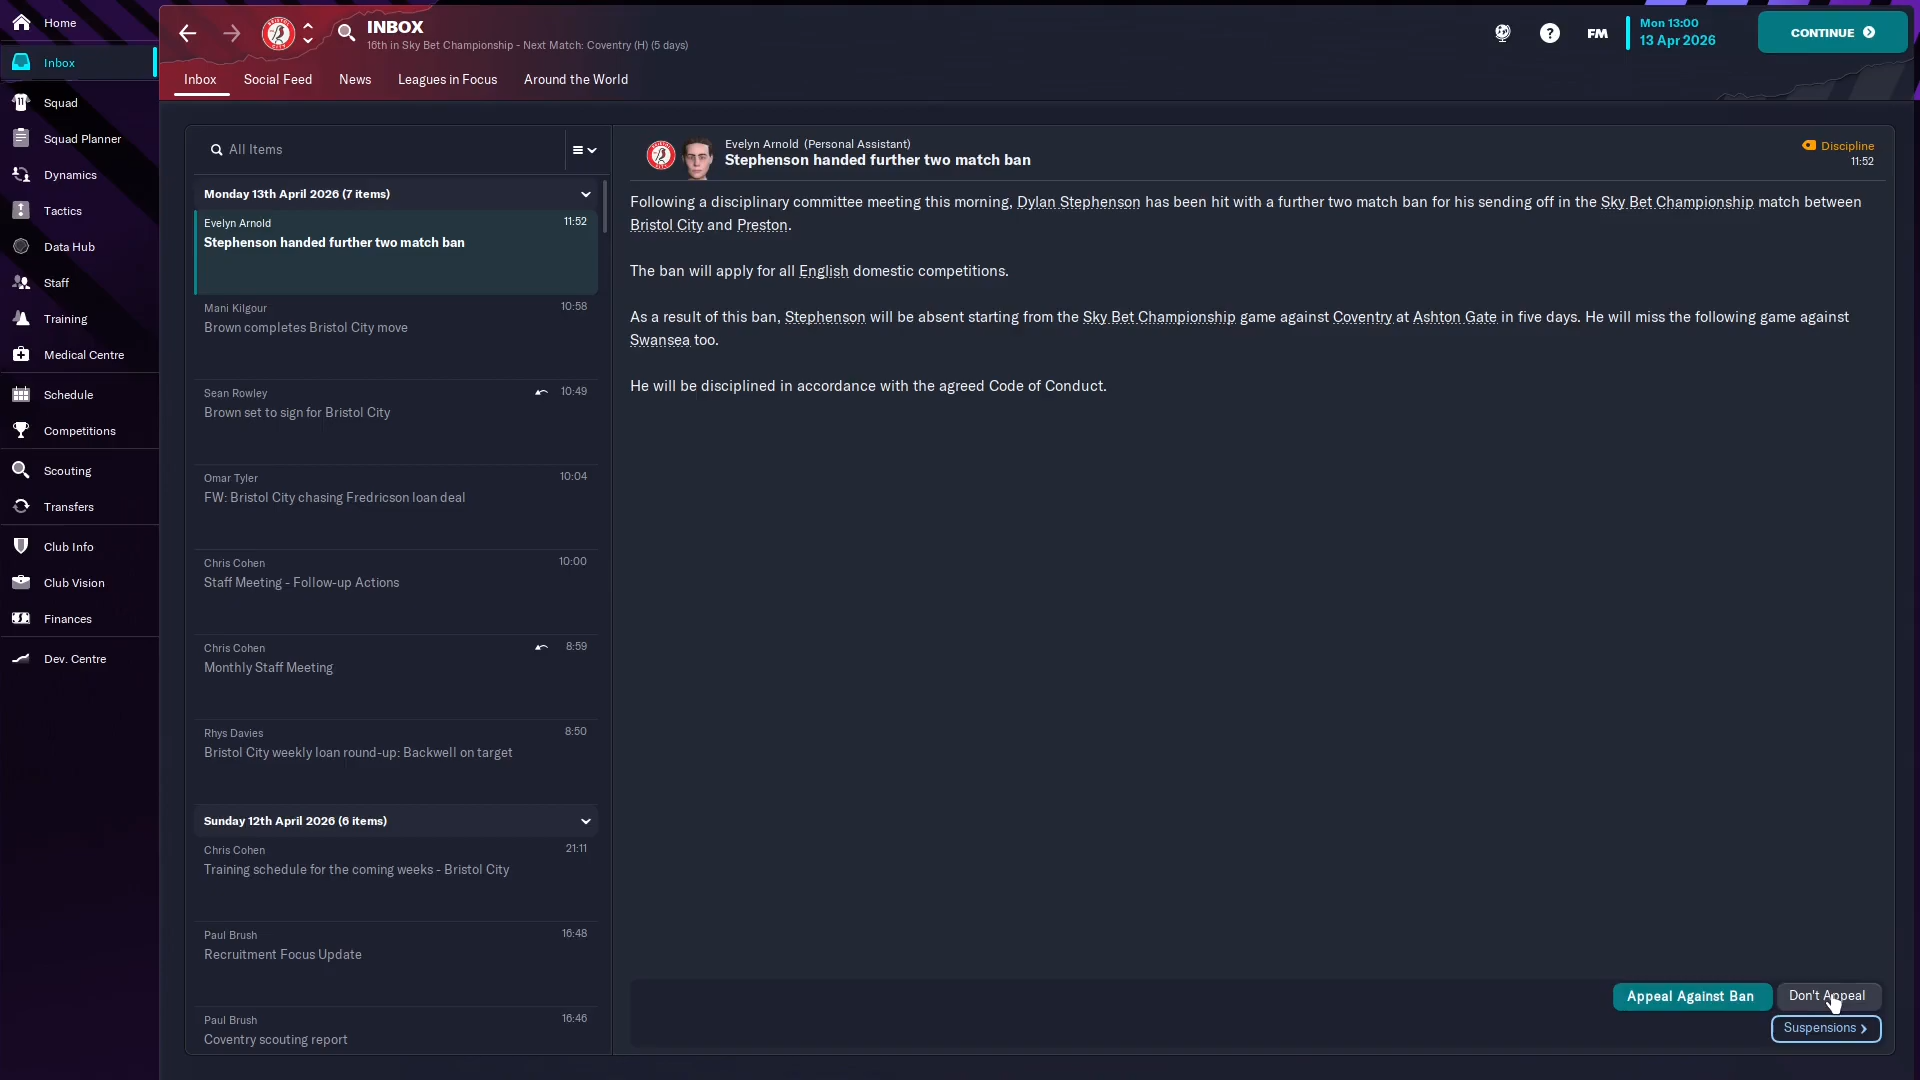 Home
Inbox
Squad
Squad Planner
Dynamics
Tactics
Data Hub
Staff
Training
Medical Centre
Schedule
Competitions
Scouting
Transfers
Club Info
Club Vision
Finances
Dev. Centre
INBOX
16th in Sky Bet Championship - Next Match: Coventry (H) (5 days)
FM
Mon 13:00
13 Apr 2026
CONTINUE
Inbox
Social Feed
News
Leagues in Focus
Around the World
All Items
Monday 13th April 2026 (7 items)
Evelyn Arnold 11:52
Stephenson handed further two match ban
Mani Kilgour 10:58
Brown completes Bristol City move
Sean Rowley 10:49
Brown set to sign for Bristol City
Omar Tyler 10:04
FW: Bristol City chasing Fredricson loan deal
Chris Cohen 10:00
Staff Meeting - Follow-up Actions
Chris Cohen 8:59
Monthly Staff Meeting
Rhys Davies 8:50
Bristol City weekly loan round-up: Backwell on target
Sunday 12th April 2026 (6 items)
Chris Cohen 21:11
Training schedule for the coming weeks - Bristol City
Paul Brush 16:48
Recruitment Focus Update
Paul Brush 16:46
Coventry scouting report
Evelyn Arnold (Personal Assistant)
Stephenson handed further two match ban
Discipline
11:52
Following a disciplinary committee meeting this morning, Dylan Stephenson has been hit with a further two match ban for his sending off in the Sky Bet Championship match between
Bristol City and Preston.
The ban will apply for all English domestic competitions.
As a result of this ban, Stephenson will be absent starting from the Sky Bet Championship game against Coventry at Ashton Gate in five days. He will miss the following game against
Swansea too.
He will be disciplined in accordance with the agreed Code of Conduct.
Appeal Against Ban
Don't Appeal
Suspensions